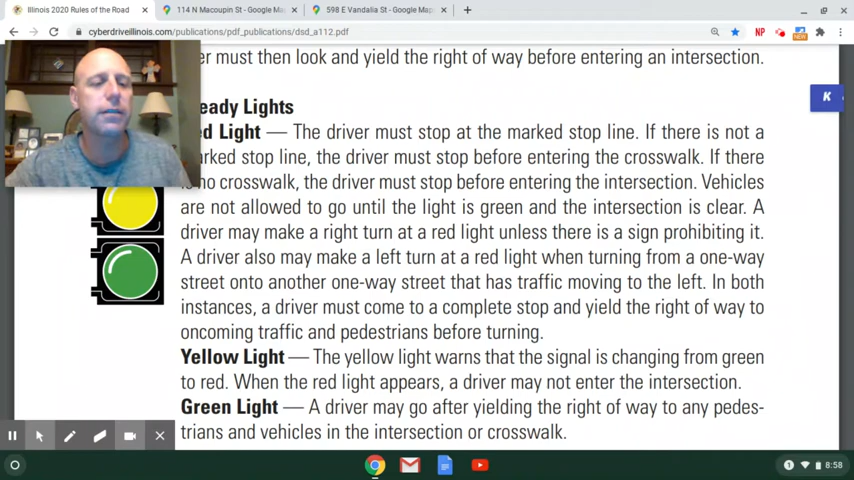 Illinois 2020 Rules of the Road
114 N Macoupin St - Google Ma
598 E Vandalia St - Google Map
cyberdriveillinois.com/publications/pdf_publications/dsd_a112.pdf
NP
NEW
must then look and yield the right of way before entering an intersection.
K
Lights
Light — The driver must stop at the marked stop line. If there is not a
stop line, the driver must stop before entering the crosswalk. If there
no crosswalk, the driver must stop before entering the intersection. Vehicles
are not allowed to go until the light is green and the intersection is clear. A
driver may make a right turn at a red light unless there is a sign prohibiting it.
A driver also may make a left turn at a red light when turning from a one-way
street onto another one-way street that has traffic moving to the left. In both
instances, a driver must come to a complete stop and yield the right of way to
oncoming traffic and pedestrians before turning.
Yellow Light — The yellow light warns that the signal is changing from green
to red. When the red light appears, a driver may not enter the intersection.
Green Light — A driver may go after yielding the right of way to any pedes-
trians and vehicles in the intersection or crosswalk.
1
8:58